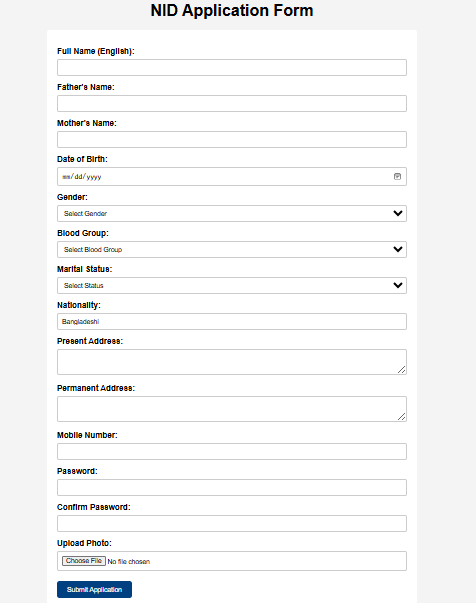 NID Application Form
Full Name (English):
Father's Name:
Mother's Name:
Date of Birth:
mm/dd/yyyy
Gender:
Select Gender
Blood Group:
Select Blood Group
Marital Status:
Select Status
Nationality:
Bangladeshi
Present Address:
Permanent Address:
Mobile Number:
Password:
Confirm Password:
Upload Photo:
Choose File No file chosen
Submit Application